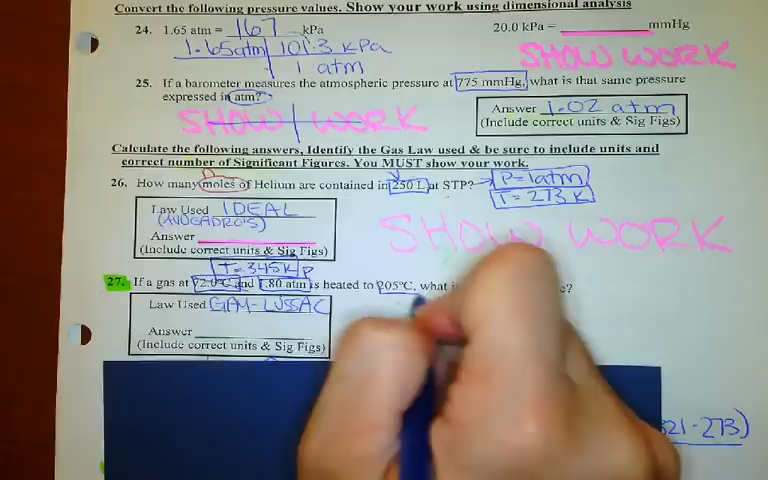 Convert the following pressure values. Show your work using dimensional analysis
24. 1.65 atm = 167 kPa 20.0 kPa = mmHg
1.65atm 101.3 kPa
1 atm
SHOW WORK
25. If a barometer measures the atmospheric pressure at 775 mmHg, what is that same pressure
expressed in atm?
SHOW WORK
Answer 1.02 atm
(Include correct units & Sig Figs)
Calculate the following answers, Identify the Gas Law used & be sure to include units and
correct number of Significant Figures. You MUST show your work.
n V
26. How many moles of Helium are contained in 250 L at STP? P=1atm
T=273 K
Law Used IDEAL
(AVOGADRO'S)
Answer
(Include correct units & Sig Figs)
SHOW WORK
T=345K P
27. If a gas at 72.0°C and 1.80 atm is heated to 205°C, what ?
Law Used GAY-LUSSAC
Answer
(Include correct units & Sig Figs)
321-273)